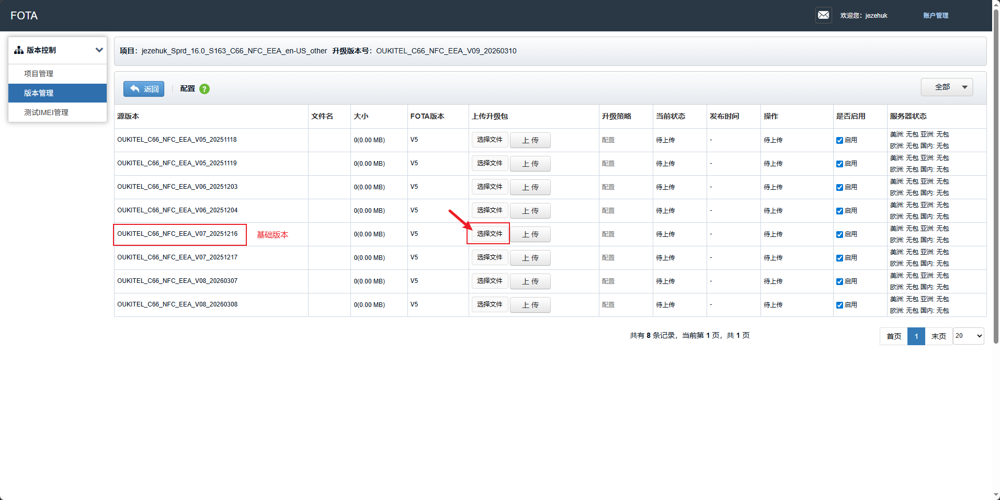 FOTA
欢迎您：jezehuk
账户管理
版本控制
项目管理
版本管理
测试IMEI管理
项目：jezehuk_Sprd_16.0_S163_C66_NFC_EEA_en-US_other 升级版本号：OUKITEL_C66_NFC_EEA_V09_20260310
返回 配置 ? 全部
源版本 文件名 大小 FOTA版本 上传升级包 升级策略 当前状态 发布时间 操作 是否启用 服务器状态
OUKITEL_C66_NFC_EEA_V05_20251118 0(0.00 MB) V5 选择文件 上 传 配置 待上传 - 待上传 启用 美洲: 无包 亚洲: 无包
欧洲: 无包 国内: 无包
OUKITEL_C66_NFC_EEA_V05_20251119 0(0.00 MB) V5 选择文件 上 传 配置 待上传 - 待上传 启用 美洲: 无包 亚洲: 无包
欧洲: 无包 国内: 无包
OUKITEL_C66_NFC_EEA_V06_20251203 0(0.00 MB) V5 选择文件 上 传 配置 待上传 - 待上传 启用 美洲: 无包 亚洲: 无包
欧洲: 无包 国内: 无包
OUKITEL_C66_NFC_EEA_V06_20251204 0(0.00 MB) V5 选择文件 上 传 配置 待上传 - 待上传 启用 美洲: 无包 亚洲: 无包
欧洲: 无包 国内: 无包
OUKITEL_C66_NFC_EEA_V07_20251216 基础版本 0(0.00 MB) V5 选择文件 上 传 配置 待上传 - 待上传 启用 美洲: 无包 亚洲: 无包
欧洲: 无包 国内: 无包
OUKITEL_C66_NFC_EEA_V07_20251217 0(0.00 MB) V5 选择文件 上 传 配置 待上传 - 待上传 启用 美洲: 无包 亚洲: 无包
欧洲: 无包 国内: 无包
OUKITEL_C66_NFC_EEA_V08_20260307 0(0.00 MB) V5 选择文件 上 传 配置 待上传 - 待上传 启用 美洲: 无包 亚洲: 无包
欧洲: 无包 国内: 无包
OUKITEL_C66_NFC_EEA_V08_20260308 0(0.00 MB) V5 选择文件 上 传 配置 待上传 - 待上传 启用 美洲: 无包 亚洲: 无包
欧洲: 无包 国内: 无包
共有 8 条记录，当前第 1 页，共 1 页 首页 1 末页 20